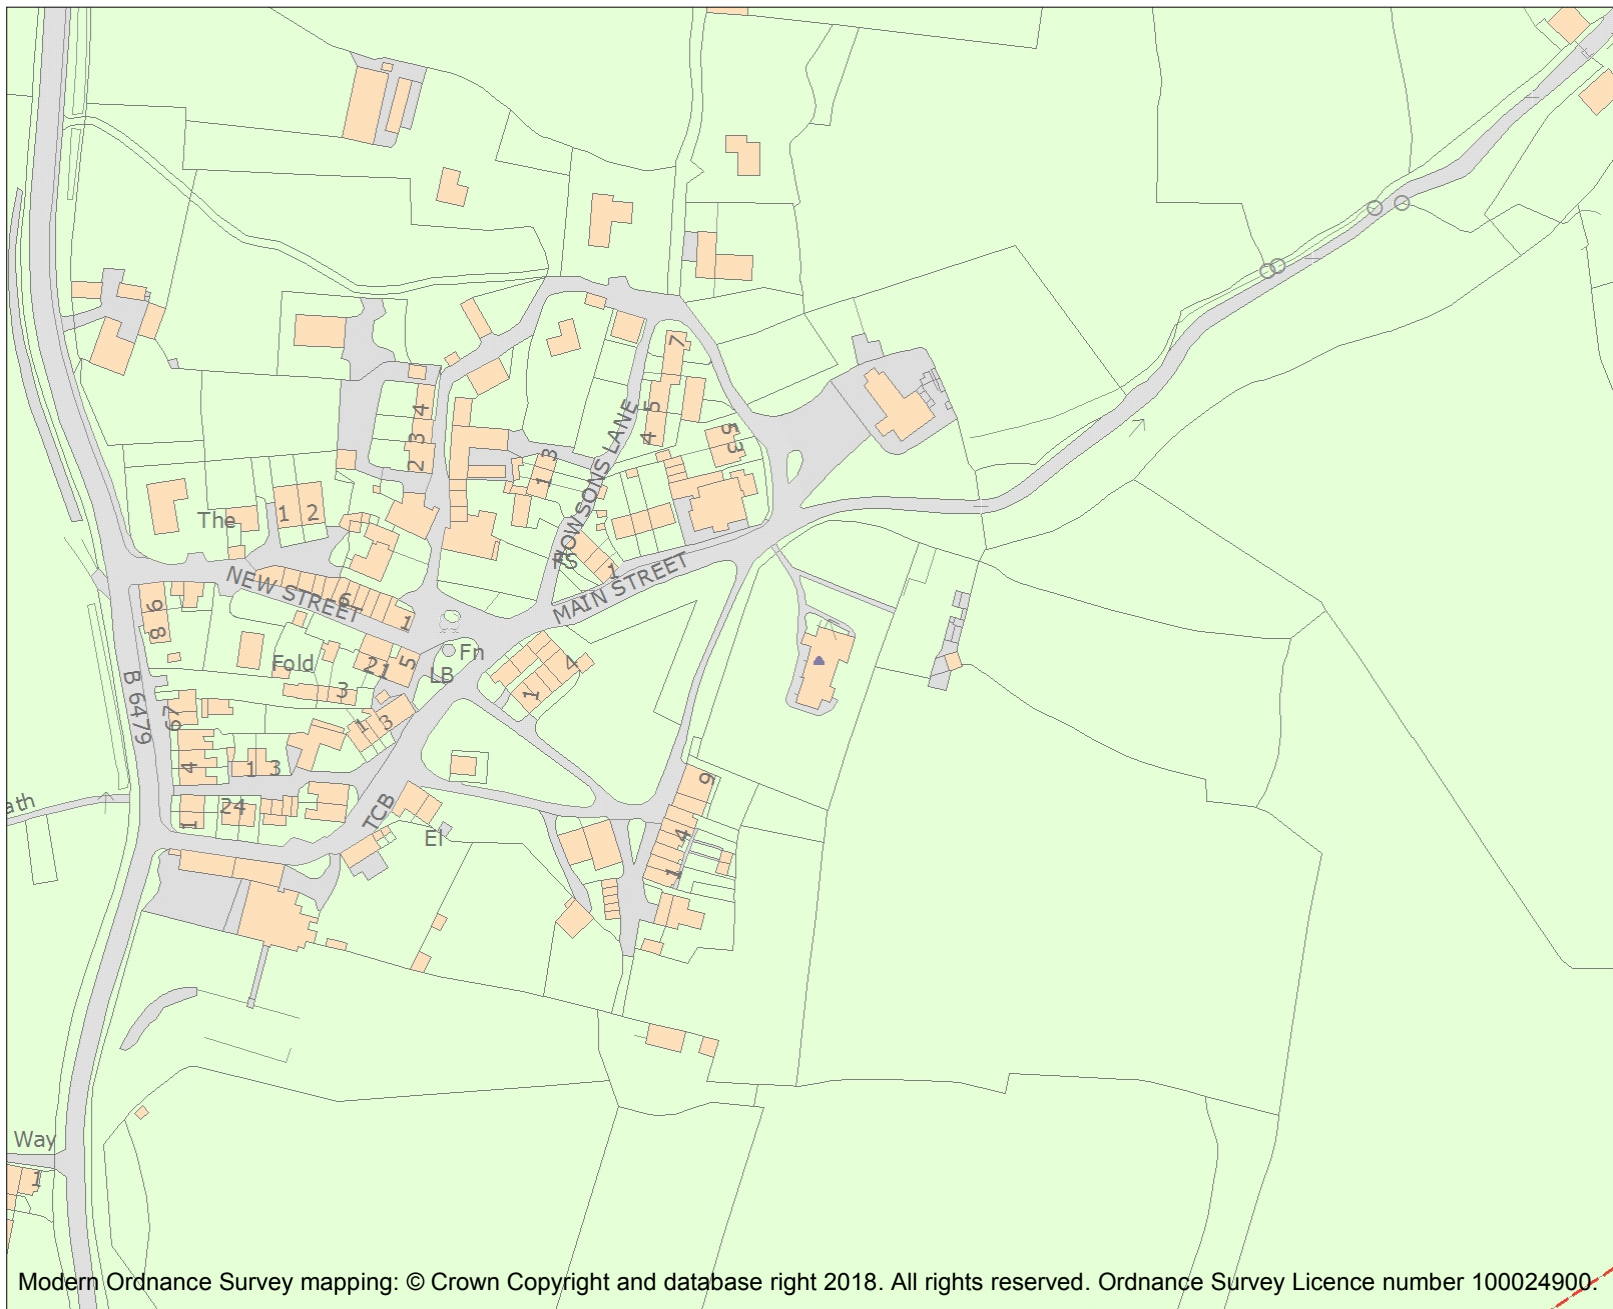 7
4
3
2
5
4
5 3
3
1
HOWSONS LANE
The
1 2
FS
1
MAIN STREET
NEW STREET
6
1
9
8
Fn
LB
Fold
21
5
4
1
3
B 6479
67
1
3
4
1 3
9
24
1
TCB
El
4
1
ath
Way
1
Modern Ordnance Survey mapping: © Crown Copyright and database right 2018. All rights reserved. Ordnance Survey Licence number 100024900.